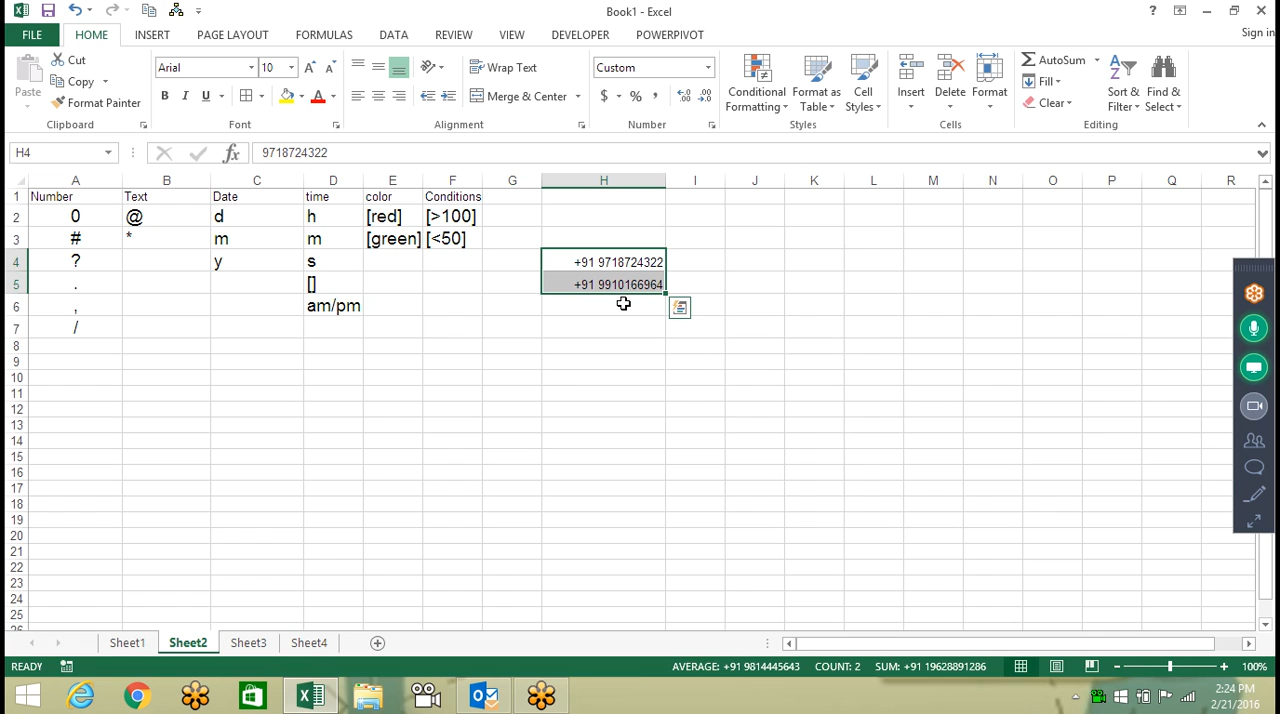 Book1 - Excel
?
Sign in
FILE HOME INSERT PAGE LAYOUT FORMULAS DATA REVIEW VIEW DEVELOPER POWERPIVOT
Paste
Cut
Copy
Format Painter
Clipboard
Arial 10 A A
B I U A
Font
Wrap Text
Merge & Center
Alignment
Custom
$ % ,
Number
Conditional Formatting
Format as Table
Cell Styles
Styles
Insert
Delete
Format
Cells
AutoSum
Fill
Clear
Sort & Filter
Find & Select
Editing
H4 fx 9718724322
A B C D E F G H I J K L M N O P Q R
1 Number Text Date time color Conditions
2 0 @ d h [red] [>100]
3 # * m m [green] [<50]
4 ? y s +91 9718724322
5 . [] +91 9910166964
6 , am/pm
7 /
8
9
10
11
12
13
14
15
16
17
18
19
20
21
22
23
24
25
Sheet1 Sheet2 Sheet3 Sheet4
READY AVERAGE: +91 9814445643 COUNT: 2 SUM: +91 19628891286 100%
2:24 PM
2/21/2016